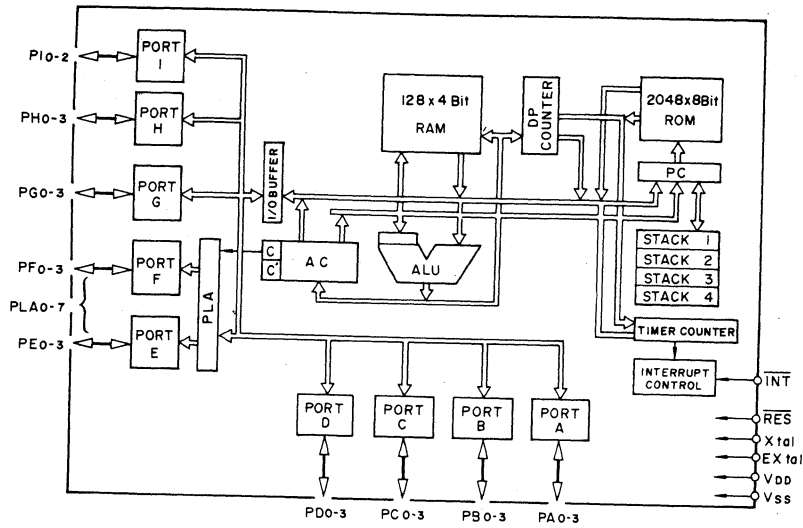 PI0-2
PORT
I
PH0-3
PORT
H
PG0-3
PORT
G
PF0-3
PORT
F
PLA0-7
PE0-3
PORT
E
PLA
I/O BUFFER
C
C'
AC
128x4 Bit
RAM
ALU
DP
COUNTER
2048x8Bit
ROM
PC
STACK 1
STACK 2
STACK 3
STACK 4
TIMER COUNTER
INTERRUPT
CONTROL
INT
RES
Xtal
EXtal
VDD
VSS
PORT
D
PORT
C
PORT
B
PORT
A
PD0-3
PC0-3
PB0-3
PA0-3